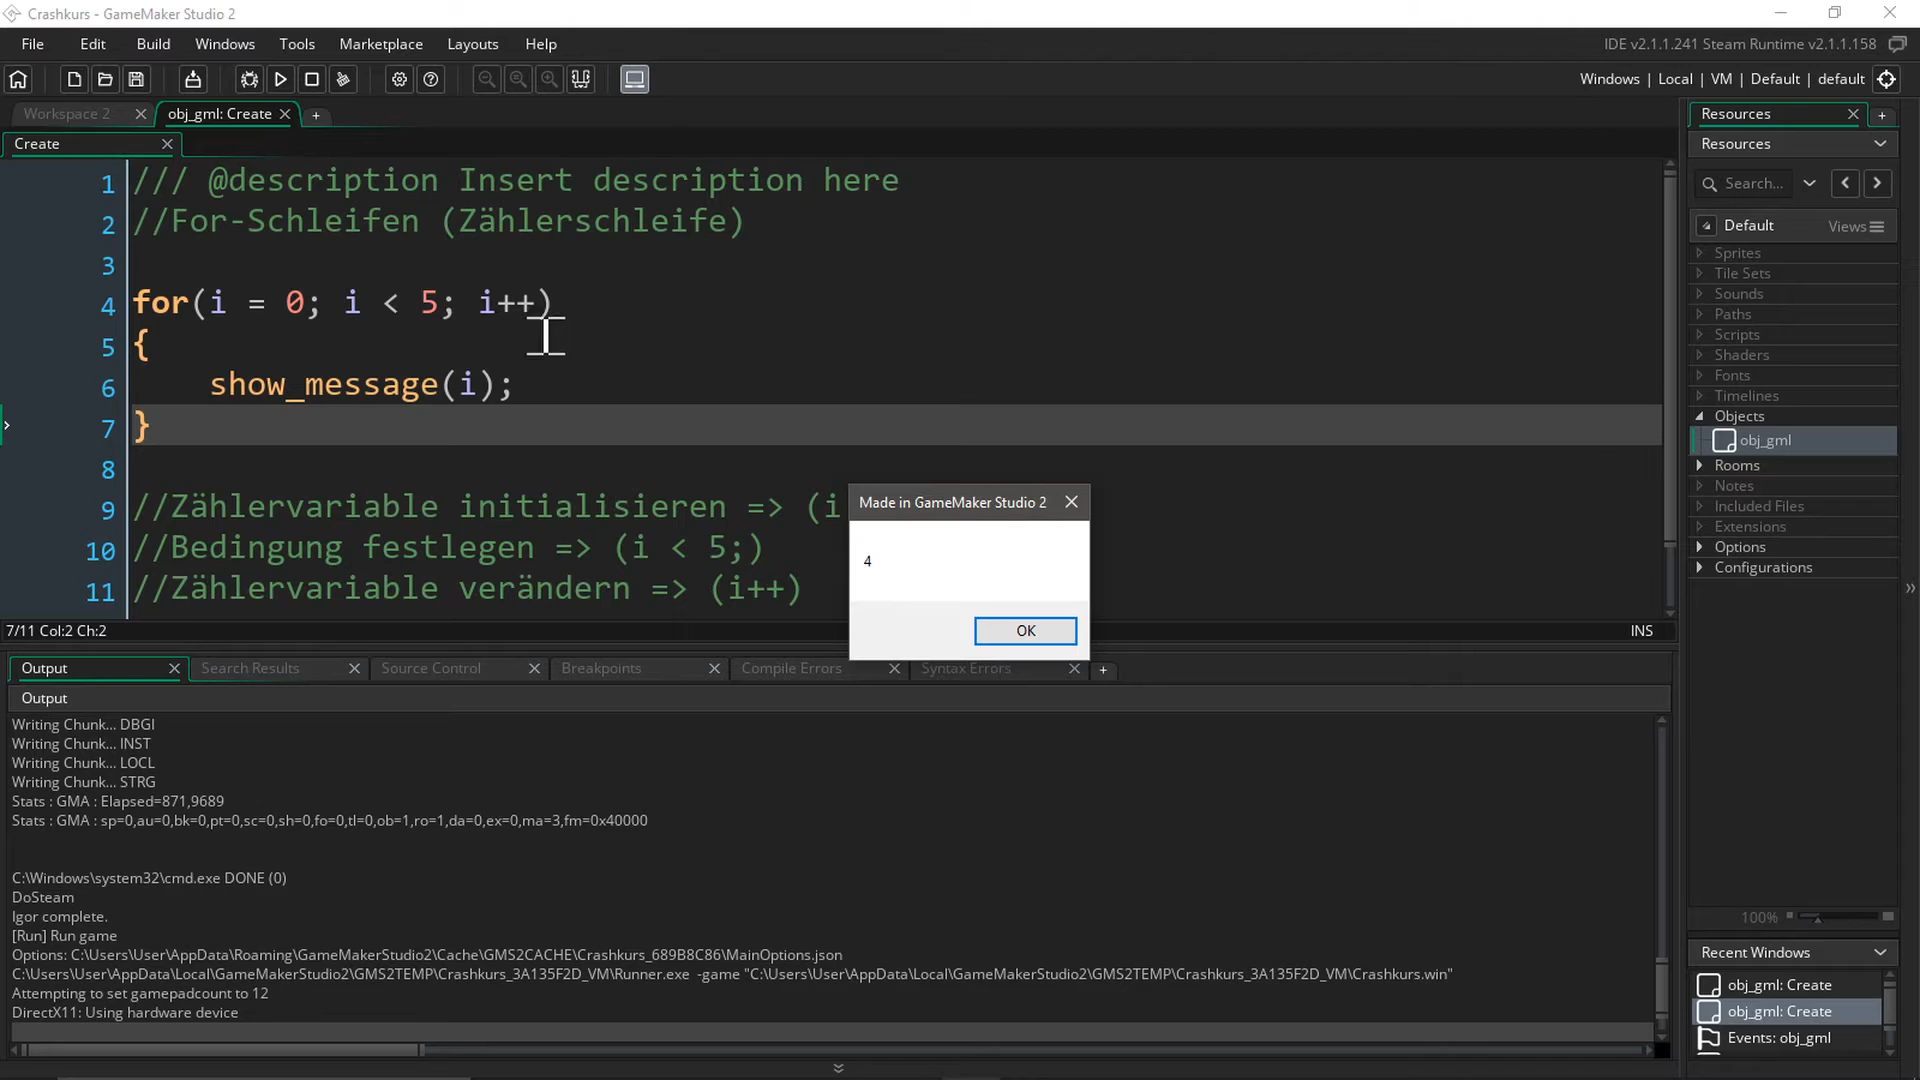 Crashkurs - GameMaker Studio 2
File Edit Build Windows Tools Marketplace Layouts Help
IDE v2.1.1.241 Steam Runtime v2.1.1.158
Windows | Local | VM | Default | default
Workspace 2
obj_gml: Create
Create
1 /// @description Insert description here
2 //For-Schleifen (Zählerschleife)
3
4 for(i = 0; i < 5; i++)
5 {
6 show_message(i);
7 }
8
9 //Zählervariable initialisieren => (i
10 //Bedingung festlegen => (i < 5;)
11 //Zählervariable verändern => (i++)
7/11 Col:2 Ch:2
INS
Made in GameMaker Studio 2
4
OK
Output
Search Results
Source Control
Breakpoints
Compile Errors
Syntax Errors
Output
Writing Chunk... DBGI
Writing Chunk... INST
Writing Chunk... LOCL
Writing Chunk... STRG
Stats : GMA : Elapsed=871,9689
Stats : GMA : sp=0,au=0,bk=0,pt=0,sc=0,sh=0,fo=0,tl=0,ob=1,ro=1,da=0,ex=0,ma=3,fm=0x40000
C:\Windows\system32\cmd.exe DONE (0)
DoSteam
Igor complete.
[Run] Run game
Options: C:\Users\User\AppData\Roaming\GameMakerStudio2\Cache\GMS2CACHE\Crashkurs_689B8C86\MainOptions.json
C:\Users\User\AppData\Local\GameMakerStudio2\GMS2TEMP\Crashkurs_3A135F2D_VM\Runner.exe -game "C:\Users\User\AppData\Local\GameMakerStudio2\GMS2TEMP\Crashkurs_3A135F2D_VM\Crashkurs.win"
Attempting to set gamepadcount to 12
DirectX11: Using hardware device
Resources
Resources
Search...
Default
Views
Sprites
Tile Sets
Sounds
Paths
Scripts
Shaders
Fonts
Timelines
Objects
obj_gml
Rooms
Notes
Included Files
Extensions
Options
Configurations
100%
Recent Windows
obj_gml: Create
obj_gml: Create
Events: obj_gml